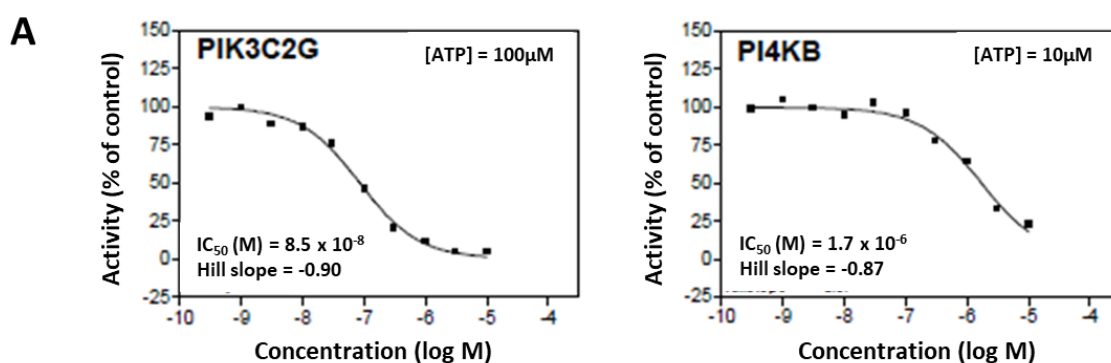 A
PIK3C2G
[ATP] = 100μM
Activity (% of control)
150
125
100
75
50
25
0
-25
IC50 (M) = 8.5 x 10-8
Hill slope = -0.90
-10 -9 -8 -7 -6 -5 -4
Concentration (log M)
PI4KB
[ATP] = 10μM
Activity (% of control)
150
125
100
75
50
25
0
-25
IC50 (M) = 1.7 x 10-6
Hill slope = -0.87
-10 -9 -8 -7 -6 -5 -4
Concentration (log M)